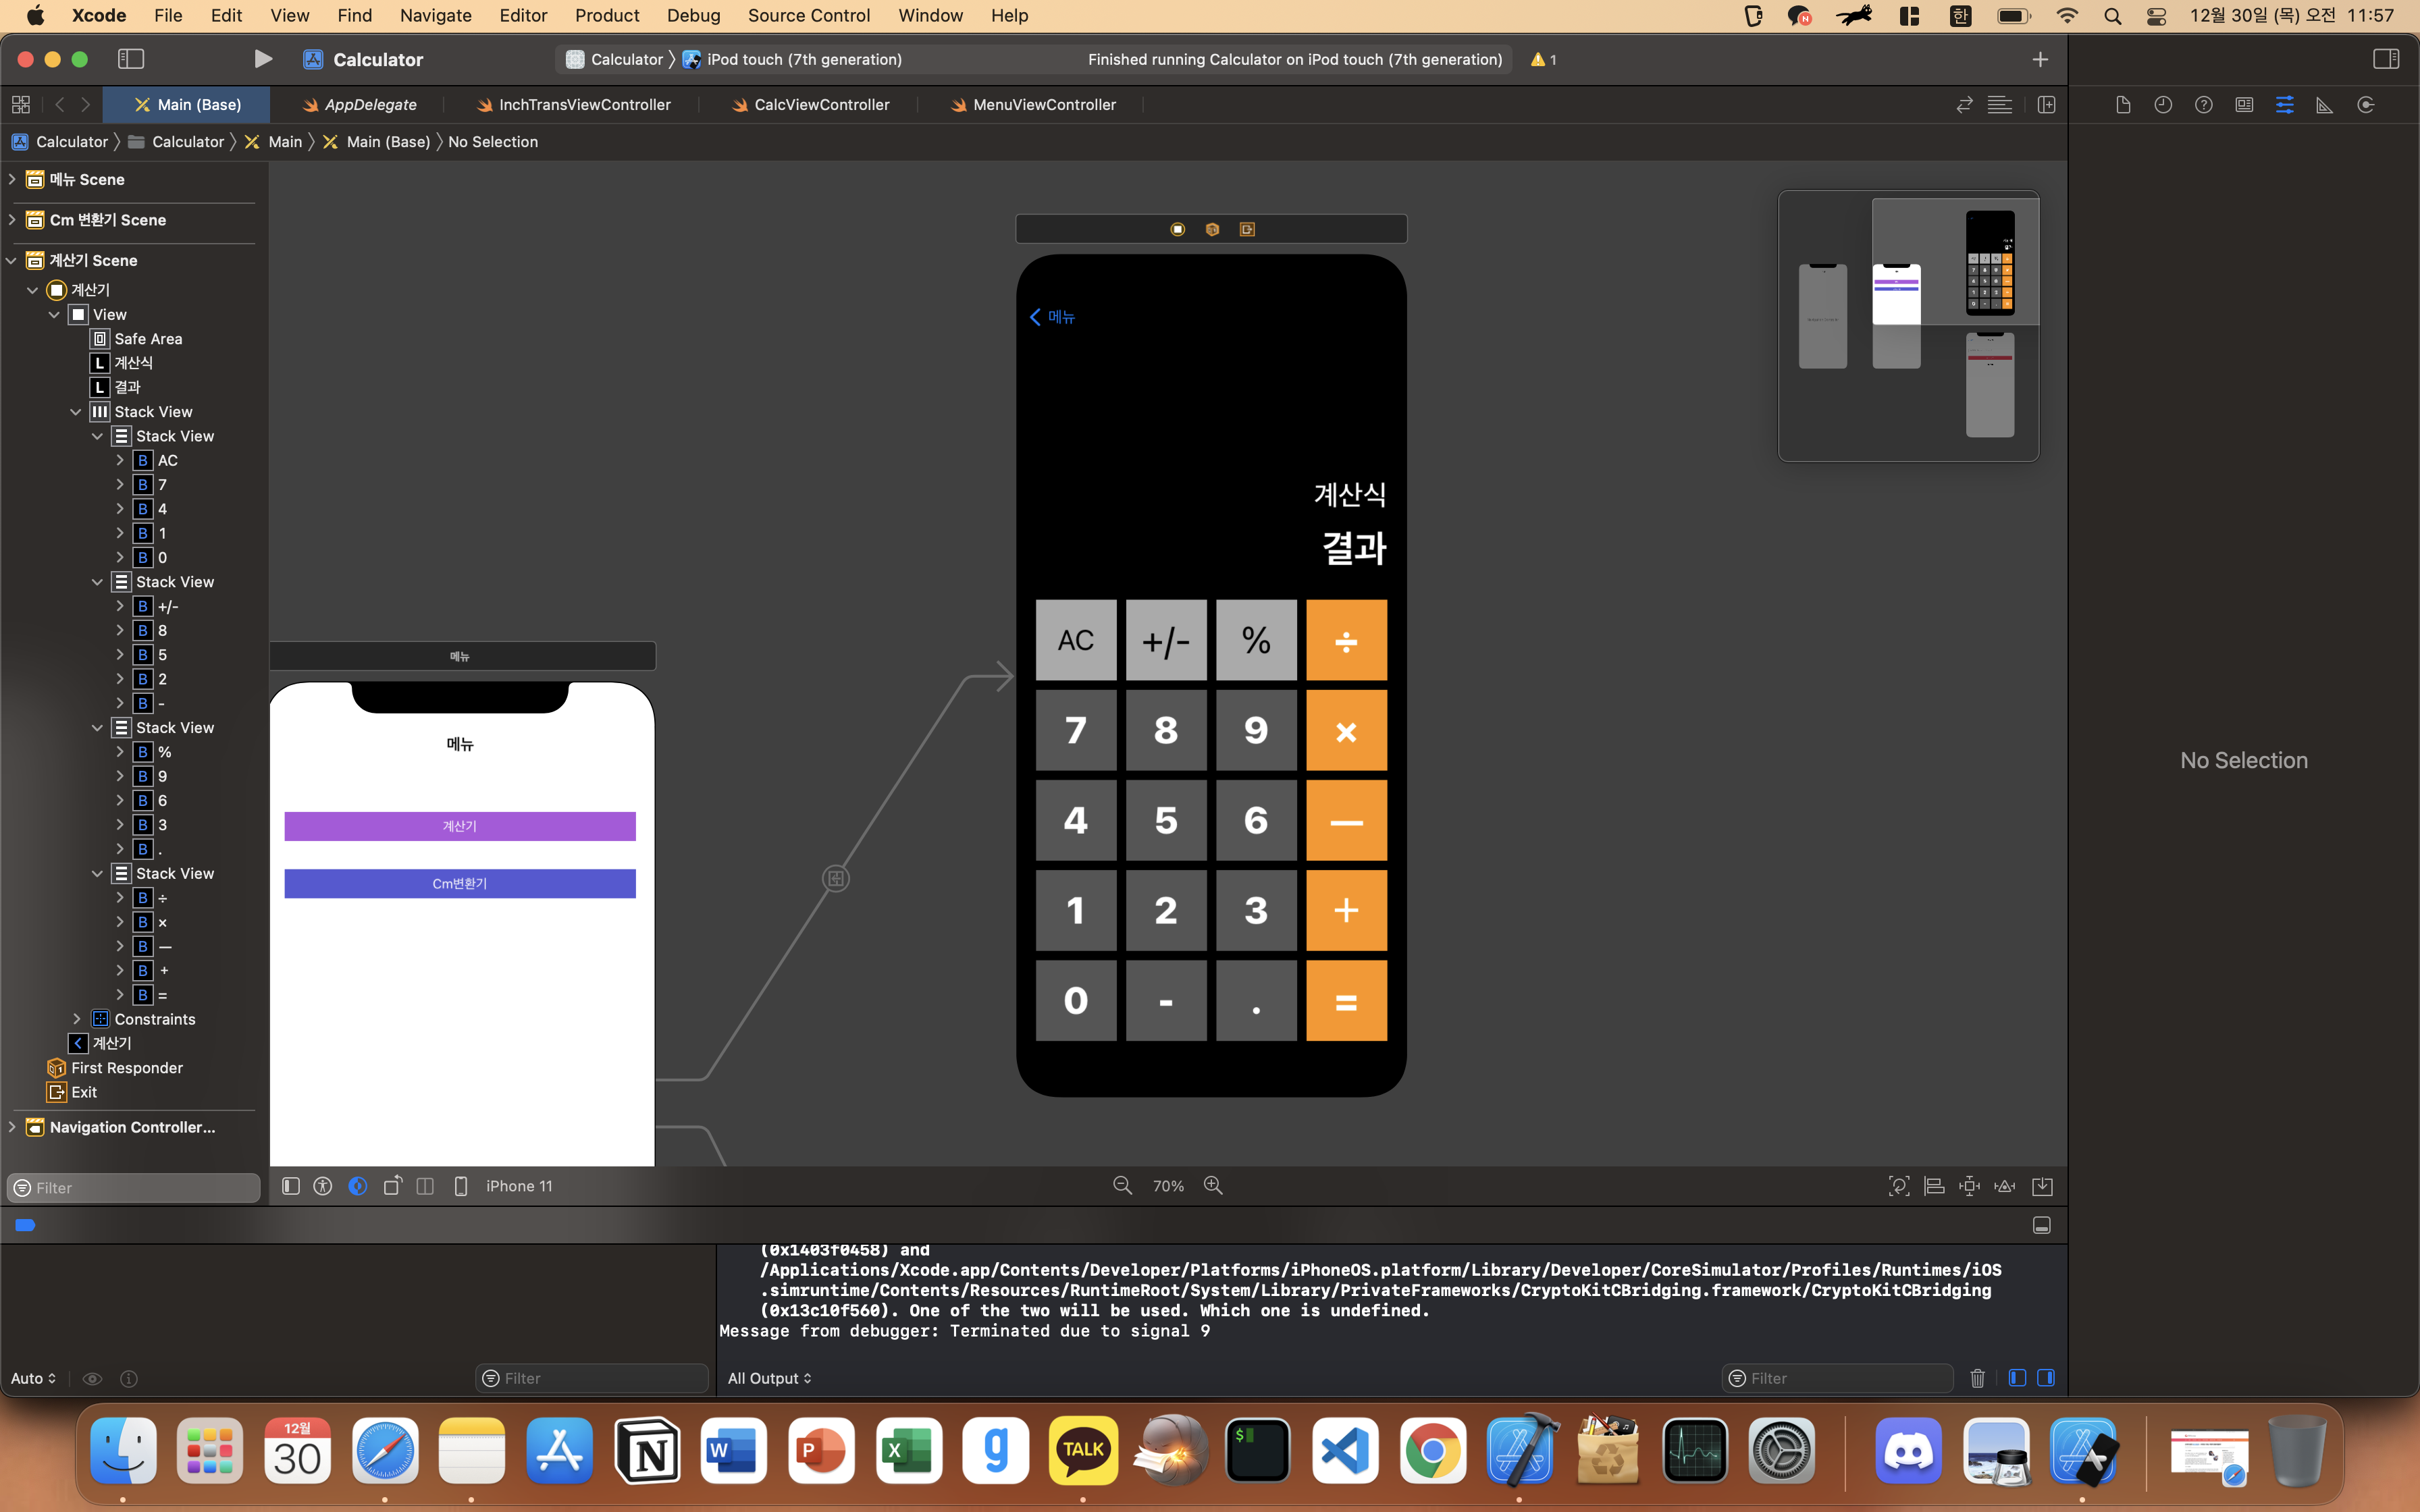 Xcode File Edit View Find Navigate Editor Product Debug Source Control Window Help N 한 12월 30일 (목) 오전 11:57
Calculator Calculator iPod touch (7th generation) Finished running Calculator on iPod touch (7th generation) 1
Main (Base) AppDelegate InchTransViewController CalcViewController MenuViewController
Calculator Calculator Main Main (Base) No Selection
메뉴 Scene
Cm 변환기 Scene
계산기 Scene
계산기
View
Safe Area
L 계산식
L 결과
Stack View
Stack View
B AC
B 7
B 4
B 1
B 0
Stack View
B +/-
B 8
B 5
B 2
B -
Stack View
B %
B 9
B 6
B 3
B .
Stack View
B ÷
B ×
B —
B +
B =
Constraints
계산기
First Responder
Exit
Navigation Controller...
Filter
메뉴
메뉴
계산기
Cm변환기
메뉴
계산식
결과
AC +/- % ÷
7 8 9 ×
4 5 6 —
1 2 3 +
0 - . =
No Selection
iPhone 11 70%
(0x1403f0458) and
/Applications/Xcode.app/Contents/Developer/Platforms/iPhoneOS.platform/Library/Developer/CoreSimulator/Profiles/Runtimes/iOS
.simruntime/Contents/Resources/RuntimeRoot/System/Library/PrivateFrameworks/CryptoKitCBridging.framework/CryptoKitCBridging
(0x13c10f560). One of the two will be used. Which one is undefined.
Message from debugger: Terminated due to signal 9
Auto Filter All Output Filter
12월
30
N W P X g TALK $